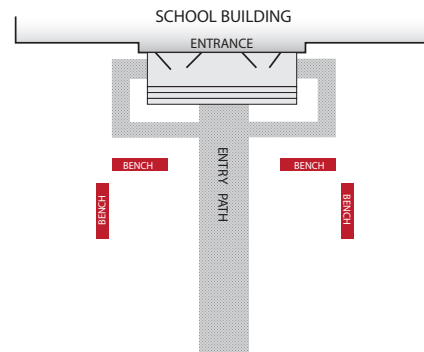 SCHOOL BUILDING
ENTRANCE
BENCH
BENCH
ENTRY PATH
BENCH
BENCH